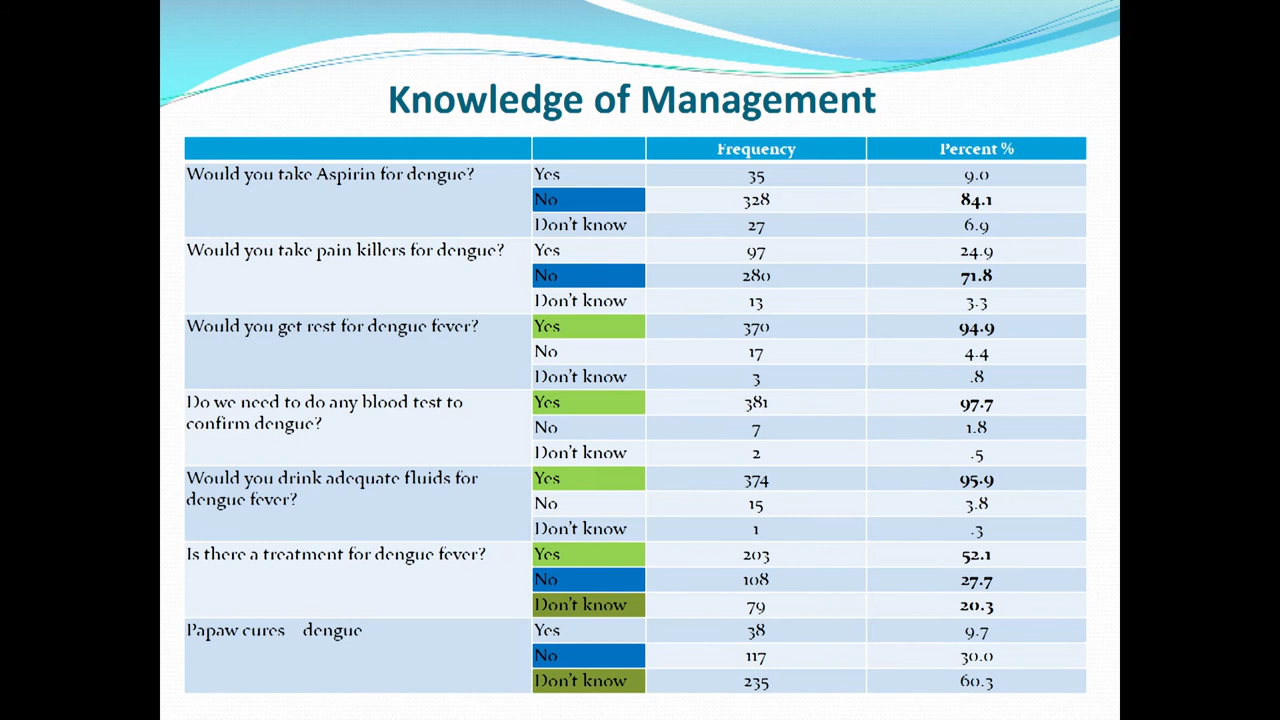 Knowledge of Management
Frequency Percent %
Would you take Aspirin for dengue? Yes 35 9.0
No 328 84.1
Don't know 27 6.9
Would you take pain killers for dengue? Yes 97 24.9
No 280 71.8
Don't know 13 3.3
Would you get rest for dengue fever? Yes 370 94.9
No 17 4.4
Don't know 3 .8
Do we need to do any blood test to Yes 381 97.7
confirm dengue? No 7 1.8
Don't know 2 .5
Would you drink adequate fluids for Yes 374 95.9
dengue fever? No 15 3.8
Don't know 1 .3
Is there a treatment for dengue fever? Yes 203 52.1
No 108 27.7
Don't know 79 20.3
Papaw cures dengue Yes 38 9.7
No 117 30.0
Don't know 235 60.3